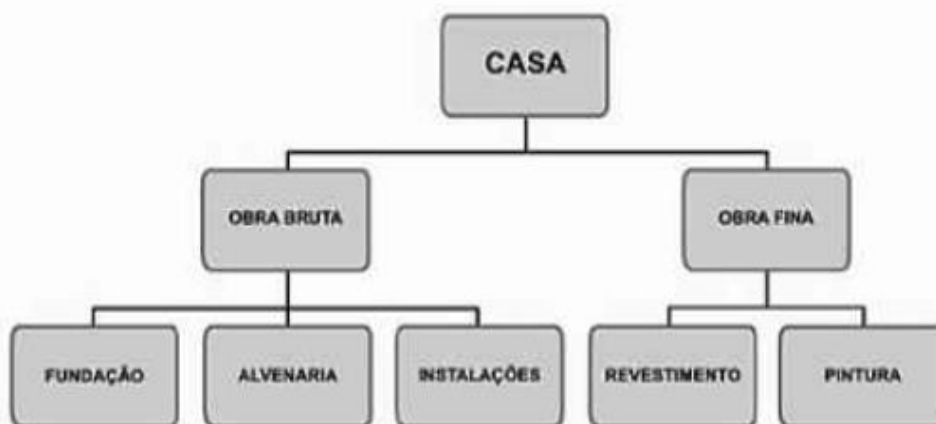 CASA
OBRA BRUTA
OBRA FINA
FUNDAÇÃO
ALVENARIA
INSTALAÇÕES
REVESTIMENTO
PINTURA